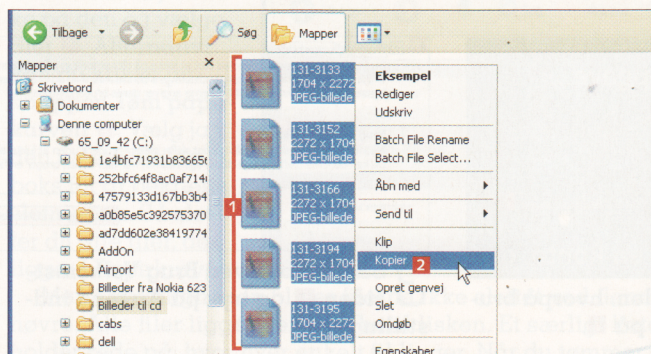 Tilbage
Søg
Mapper
Mapper
Skrivebord
Dokumenter
Denne computer
65_09_42 (C:)
1e4bfc71931b83665
252bfc64f8ac0af714
47579133d167bb3b4
a0b85e5c392575370
ad7dd602e38419774
AddOn
Airport
Billeder fra Nokia 623
Billeder til cd
cabs
dell
1
131-3133
1704 x 2272
JPEG-billede
131-3152
2272 x 1704
JPEG-billede
131-3166
2272 x 1704
JPEG-billede
131-3194
2272 x 1704
JPEG-billede
131-3195
1704 x 2272
JPEG-billede
Eksempel
Rediger
Udskriv
Batch File Rename
Batch File Select...
Åbn med
Send til
Klip
Kopier 2
Opret genvej
Slet
Omdøb
Egenskaber